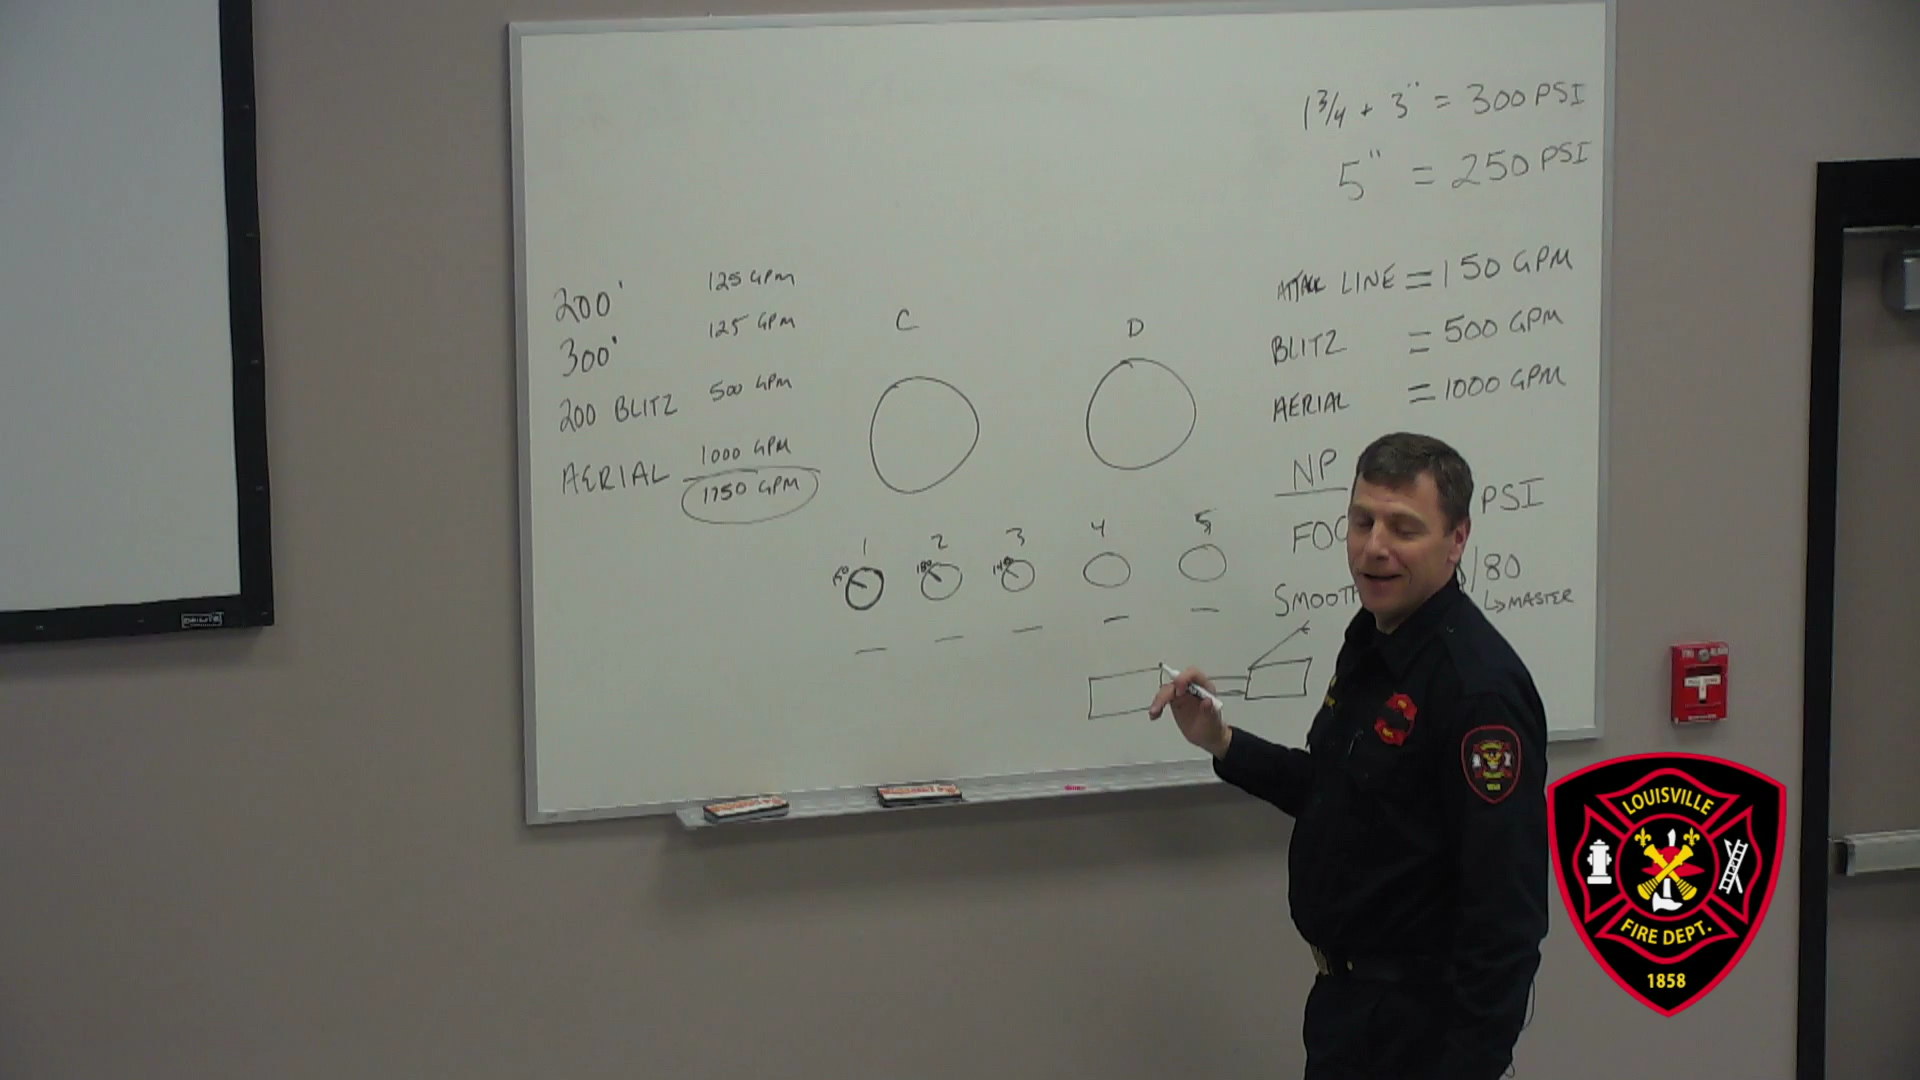 1 3/4 + 3" = 300 PSI
5" = 250 PSI
200' 125 GPM
300' 125 GPM
200 BLITZ 500 GPM
AERIAL 1000 GPM
1750 GPM
C D
ATTACK LINE = 150 GPM
BLITZ = 500 GPM
AERIAL = 1000 GPM
NP
PSI
FOG
SMOOTH /80
MASTER
1 2 3 4 5
LOUISVILLE
FIRE DEPT.
1858